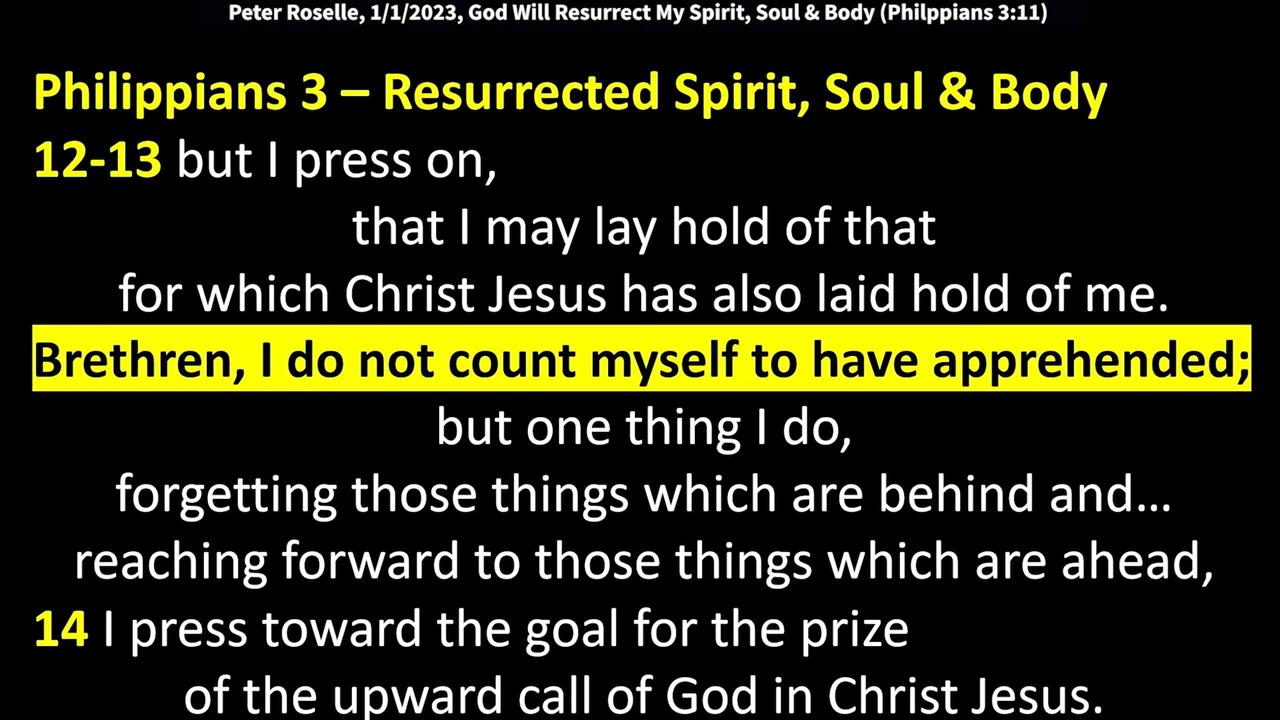 Peter Roselle, 1/1/2023, God Will Resurrect My Spirit, Soul & Body (Philppians 3:11)
Philippians 3 – Resurrected Spirit, Soul & Body
12-13 but I press on,
that I may lay hold of that
for which Christ Jesus has also laid hold of me.
Brethren, I do not count myself to have apprehended;
but one thing I do,
forgetting those things which are behind and…
reaching forward to those things which are ahead,
14 I press toward the goal for the prize
of the upward call of God in Christ Jesus.